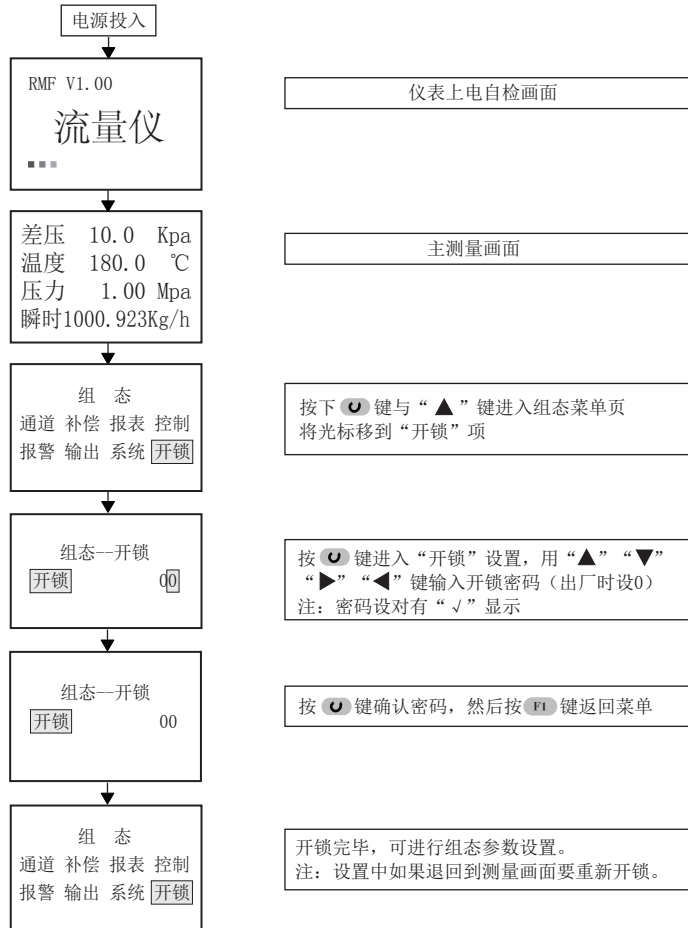 电源投入
RMF V1.00
流量仪
仪表上电自检画面
差压 10.0 Kpa
温度 180.0 ℃
压力 1.00 Mpa
瞬时1000.923Kg/h
主测量画面
组 态
通道 补偿 报表 控制
报警 输出 系统 开锁
按下 键与“▲”键进入组态菜单页
将光标移到“开锁”项
组态--开锁
开锁 00
按 键进入“开锁”设置，用“▲”“▼”
“▶”“◀”键输入开锁密码（出厂时设0）
注：密码设对有“√”显示
组态--开锁
开锁 00
按 键确认密码，然后按 F1 键返回菜单
组 态
通道 补偿 报表 控制
报警 输出 系统 开锁
开锁完毕，可进行组态参数设置。
注：设置中如果退回到测量画面要重新开锁。